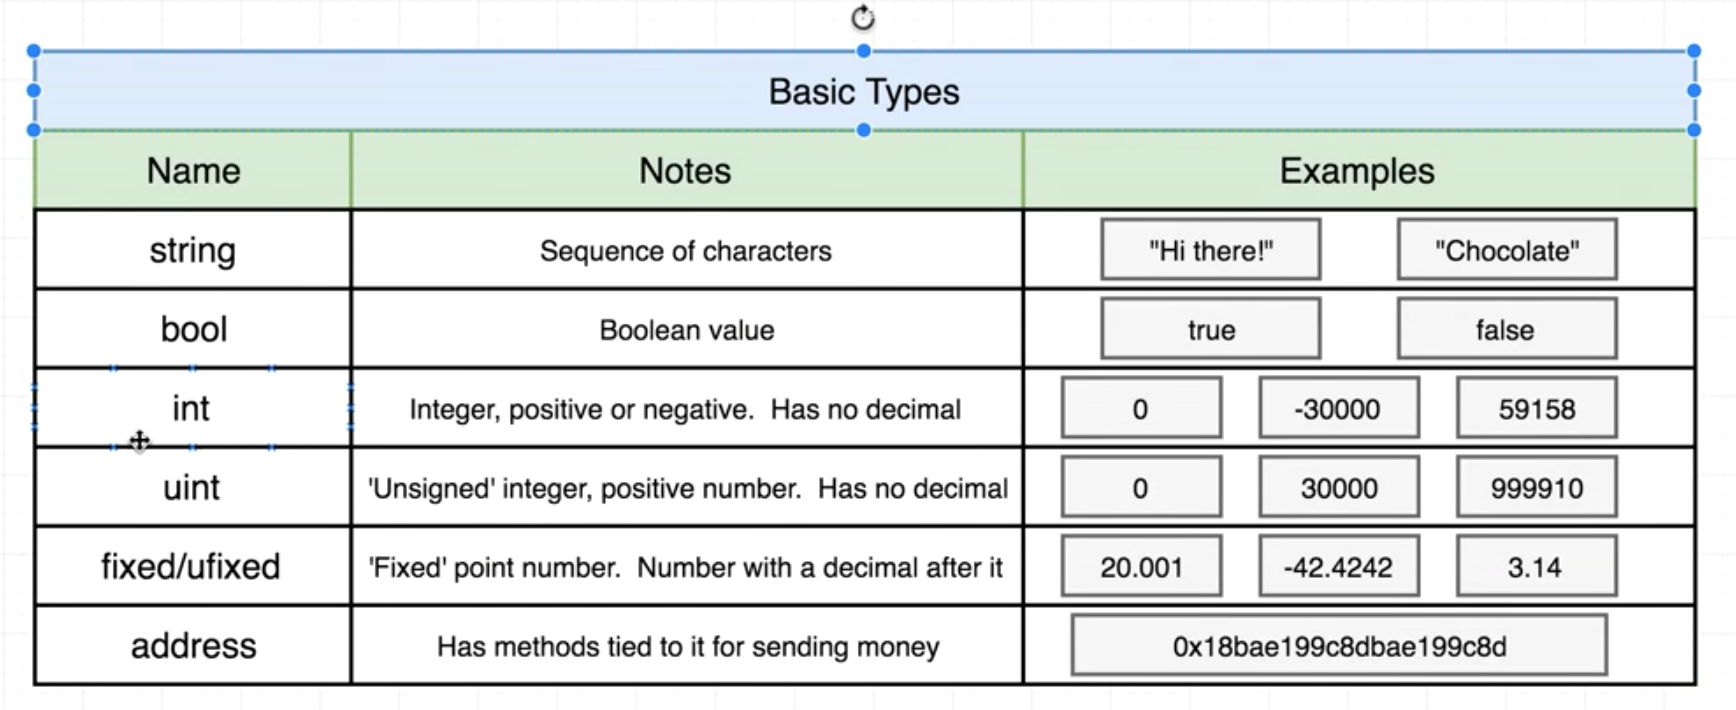 Basic Types
Name Notes Examples
string Sequence of characters "Hi there!" "Chocolate"
bool Boolean value true false
int Integer, positive or negative.  Has no decimal 0 -30000 59158
uint 'Unsigned' integer, positive number.  Has no decimal 0 30000 999910
fixed/ufixed 'Fixed' point number.  Number with a decimal after it 20.001 -42.4242 3.14
address Has methods tied to it for sending money 0x18bae199c8dbae199c8d